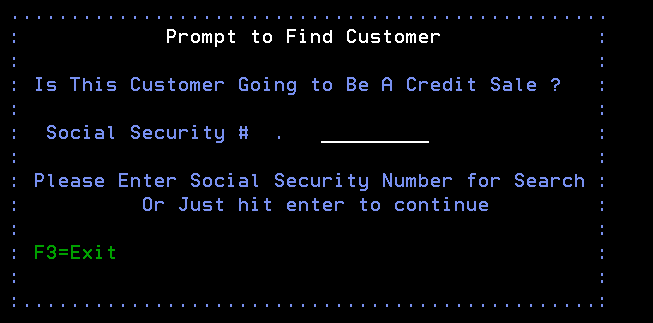 Prompt to Find Customer
Is This Customer Going to Be A Credit Sale ?
Social Security # . _________
Please Enter Social Security Number for Search
Or Just hit enter to continue
F3=Exit